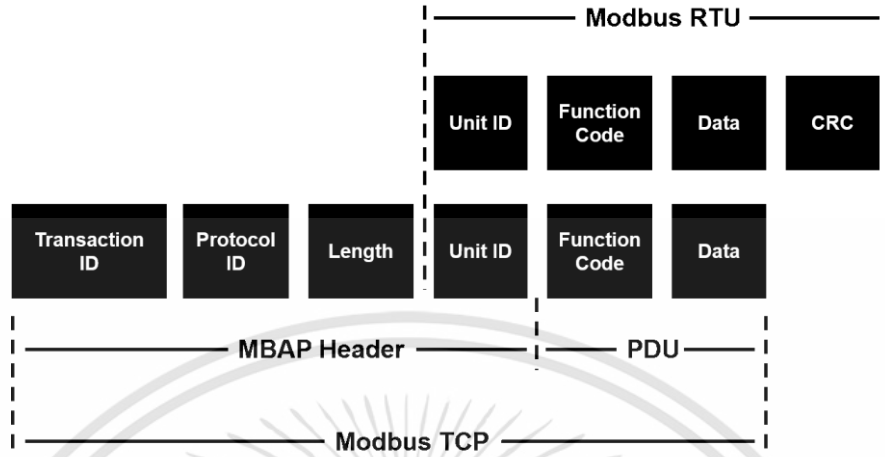 Modbus RTU
Unit ID
Function
Code
Data
CRC
Transaction
ID
Protocol
ID
Length
Unit ID
Function
Code
Data
MBAP Header
PDU
Modbus TCP